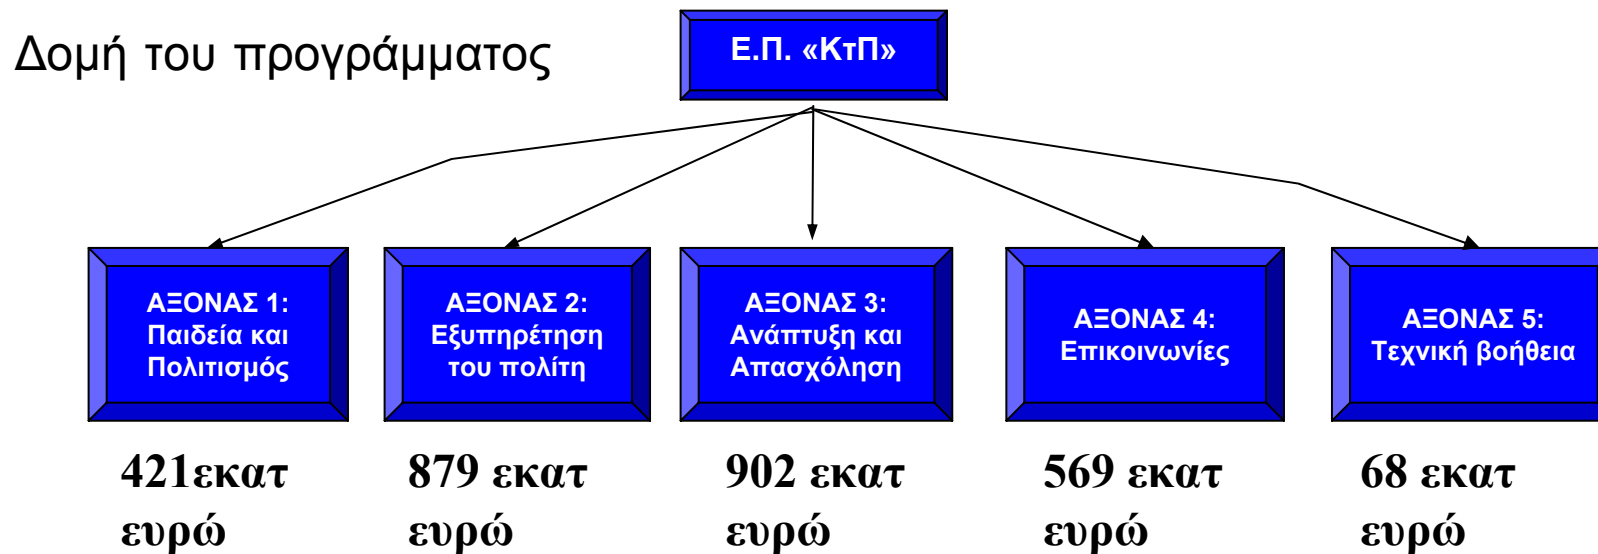 Δομή του προγράμματος
Ε.Π. «ΚτΠ»
ΑΞΟΝΑΣ 1:
Παιδεία και
Πολιτισμός
ΑΞΟΝΑΣ 2:
Εξυπηρέτηση
του πολίτη
ΑΞΟΝΑΣ 3:
Ανάπτυξη και
Απασχόληση
ΑΞΟΝΑΣ 4:
Επικοινωνίες
ΑΞΟΝΑΣ 5:
Τεχνική βοήθεια
421εκατ
ευρώ
879 εκατ
ευρώ
902 εκατ
ευρώ
569 εκατ
ευρώ
68 εκατ
ευρώ